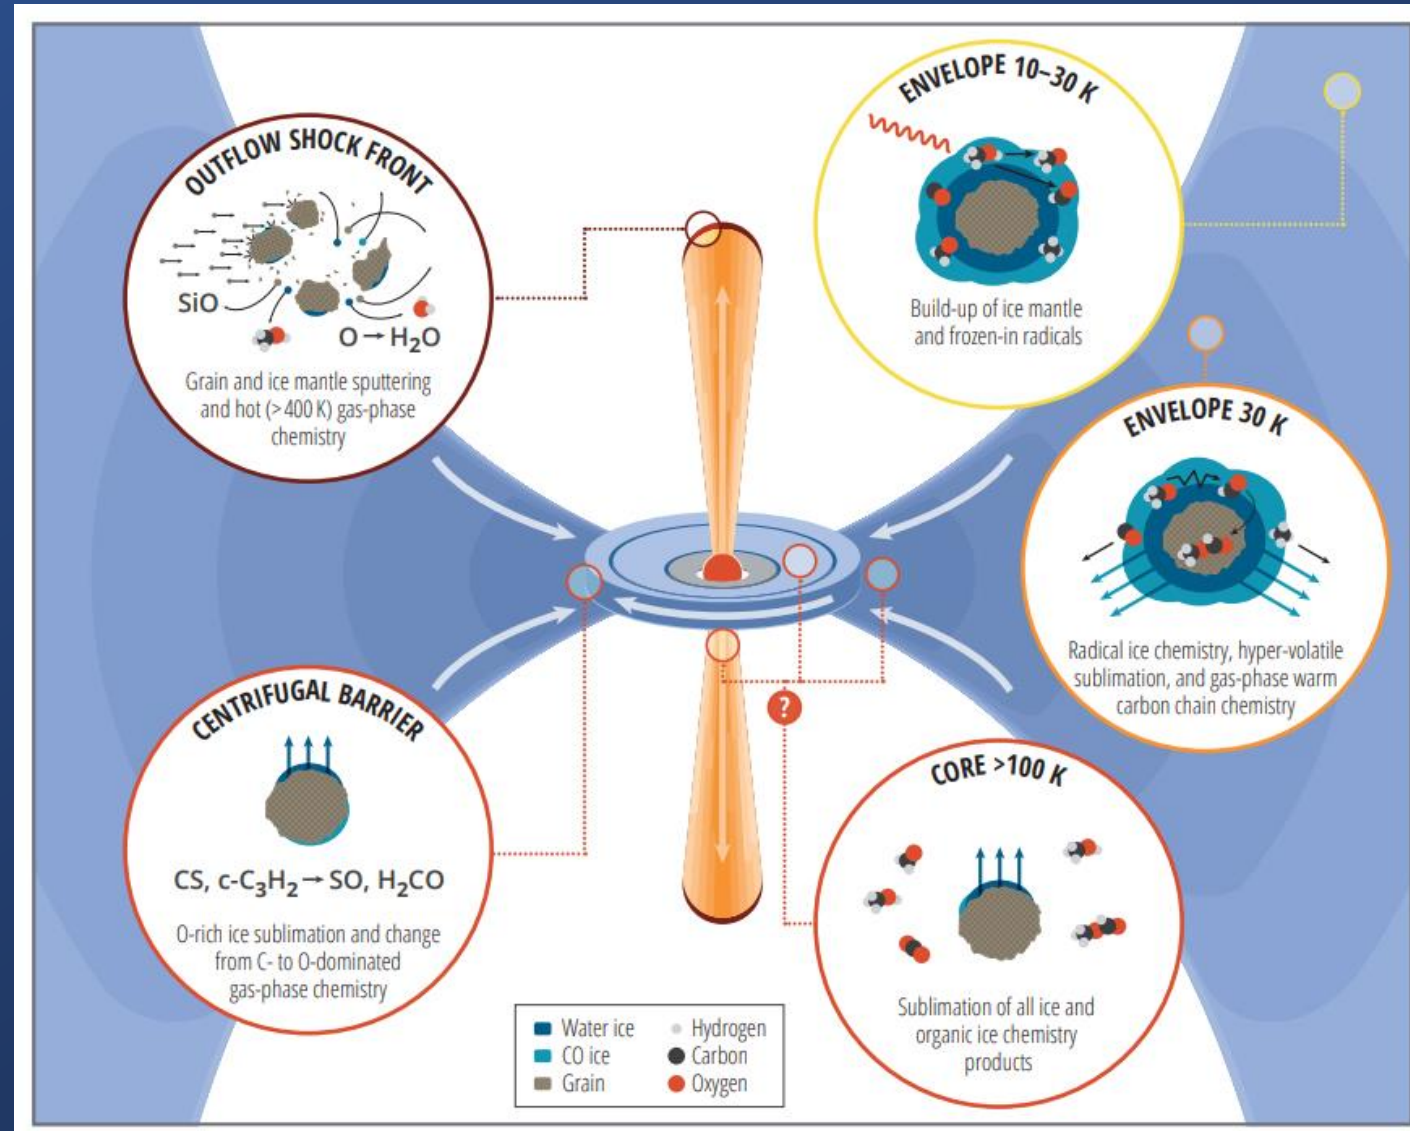 OUTFLOW SHOCK FRONT
SiO
O→H₂O
Grain and ice mantle sputtering
and hot (>400 K) gas-phase
chemistry
ENVELOPE 10–30 K
Build-up of ice mantle
and frozen-in radicals
ENVELOPE 30 K
Radical ice chemistry, hyper-volatile
sublimation, and gas-phase warm
carbon chain chemistry
CENTRIFUGAL BARRIER
CS, c-C₃H₂→SO, H₂CO
O-rich ice sublimation and change
from C- to O-dominated
gas-phase chemistry
?
CORE >100 K
Sublimation of all ice and
organic ice chemistry
products
Water ice
CO ice
Grain
Hydrogen
Carbon
Oxygen